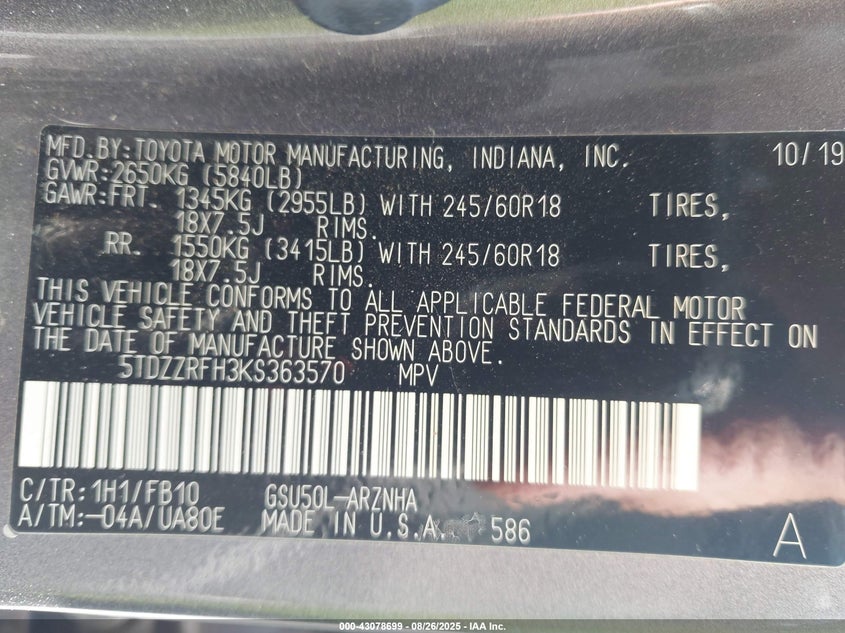 MFD.BY:TOYOTA MOTOR MANUFACTURING, INDIANA, INC. 10/19
GVWR:2650KG (5840LB)
GAWR:FRT. 1345KG (2955LB) WITH 245/60R18 TIRES,
18X7.5J RIMS.
RR. 1550KG (3415LB) WITH 245/60R18 TIRES,
18X7.5J RIMS.
THIS VEHICLE CONFORMS TO ALL APPLICABLE FEDERAL MOTOR
VEHICLE SAFETY AND THEFT PREVENTION STANDARDS IN EFFECT ON
THE DATE OF MANUFACTURE SHOWN ABOVE.
5TDZZRFH3KS363570 MPV
C/TR:1H1/FB10 GSU50L-ARZNHA
A/TM:-04A/UA80E MADE IN U.S.A. 586 A
000-43078699 - 08/26/2025 - IAA Inc.